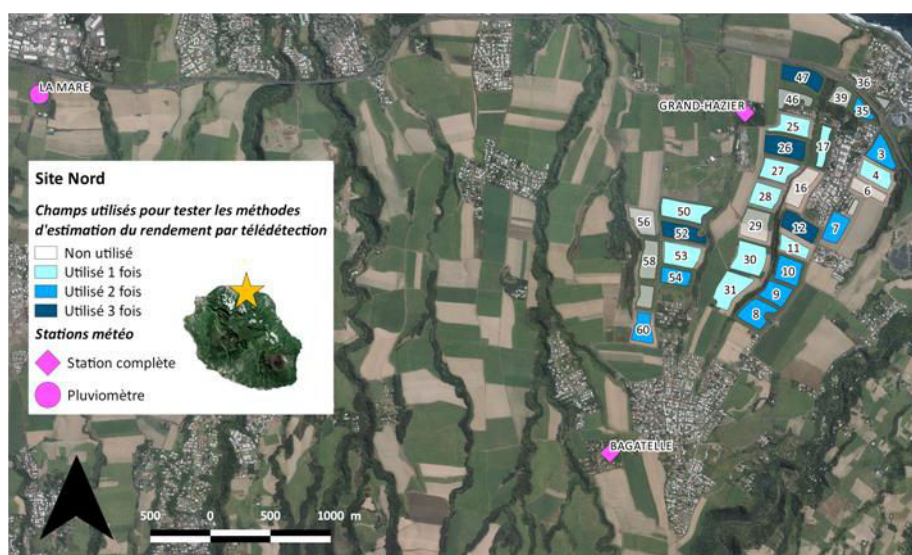 47
36
LA MARE
39
46
35
GRAND-HAZIER
25
17
3
26
4
27
6
16
Site Nord
28
Champs utilisés pour tester les méthodes
d'estimation du rendement par télédétection
Non utilisé
Utilisé 1 fois
Utilisé 2 fois
Utilisé 3 fois
Stations météo
Station complète
Pluviomètre
50
56
29
12
7
52
11
53
58
30
10
54
31
9
8
60
BAGATELLE
500 0 500 1000 m